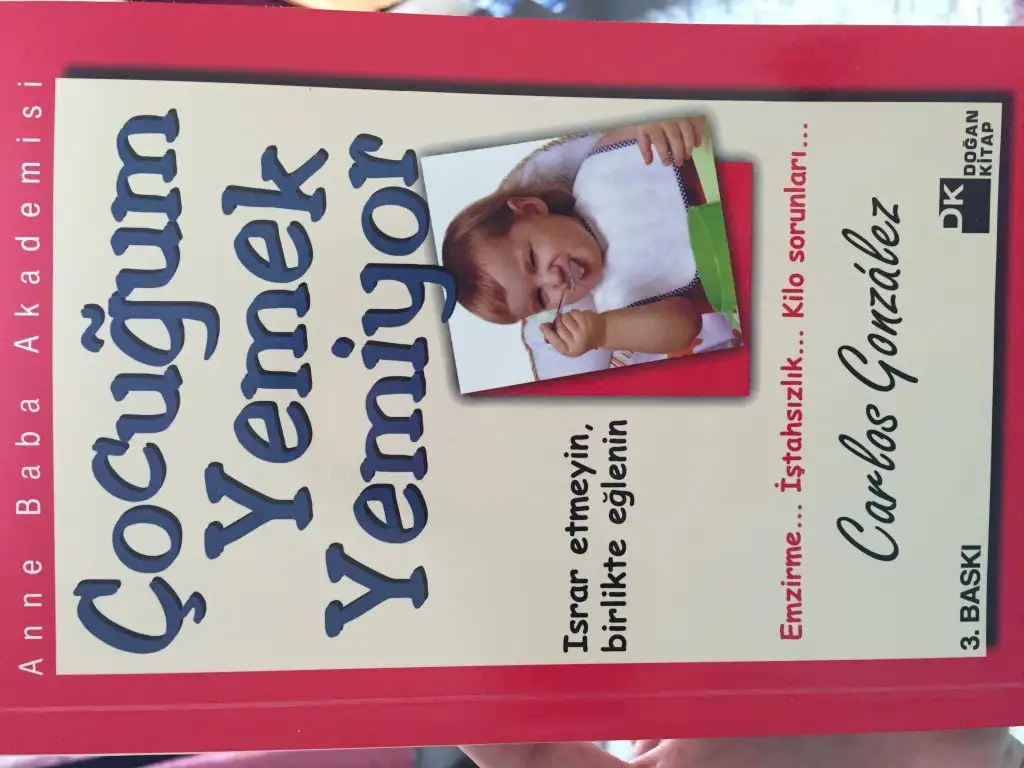 Anne Baba Akademisi
Çocuğum
Yemek
Yemiyor
Israr etmeyin,
birlikte eğlenin
Emzirme... İştahsızlık... Kilo sorunları...
Carlos González
3. BASKI
DK
DOĞAN
KİTAP